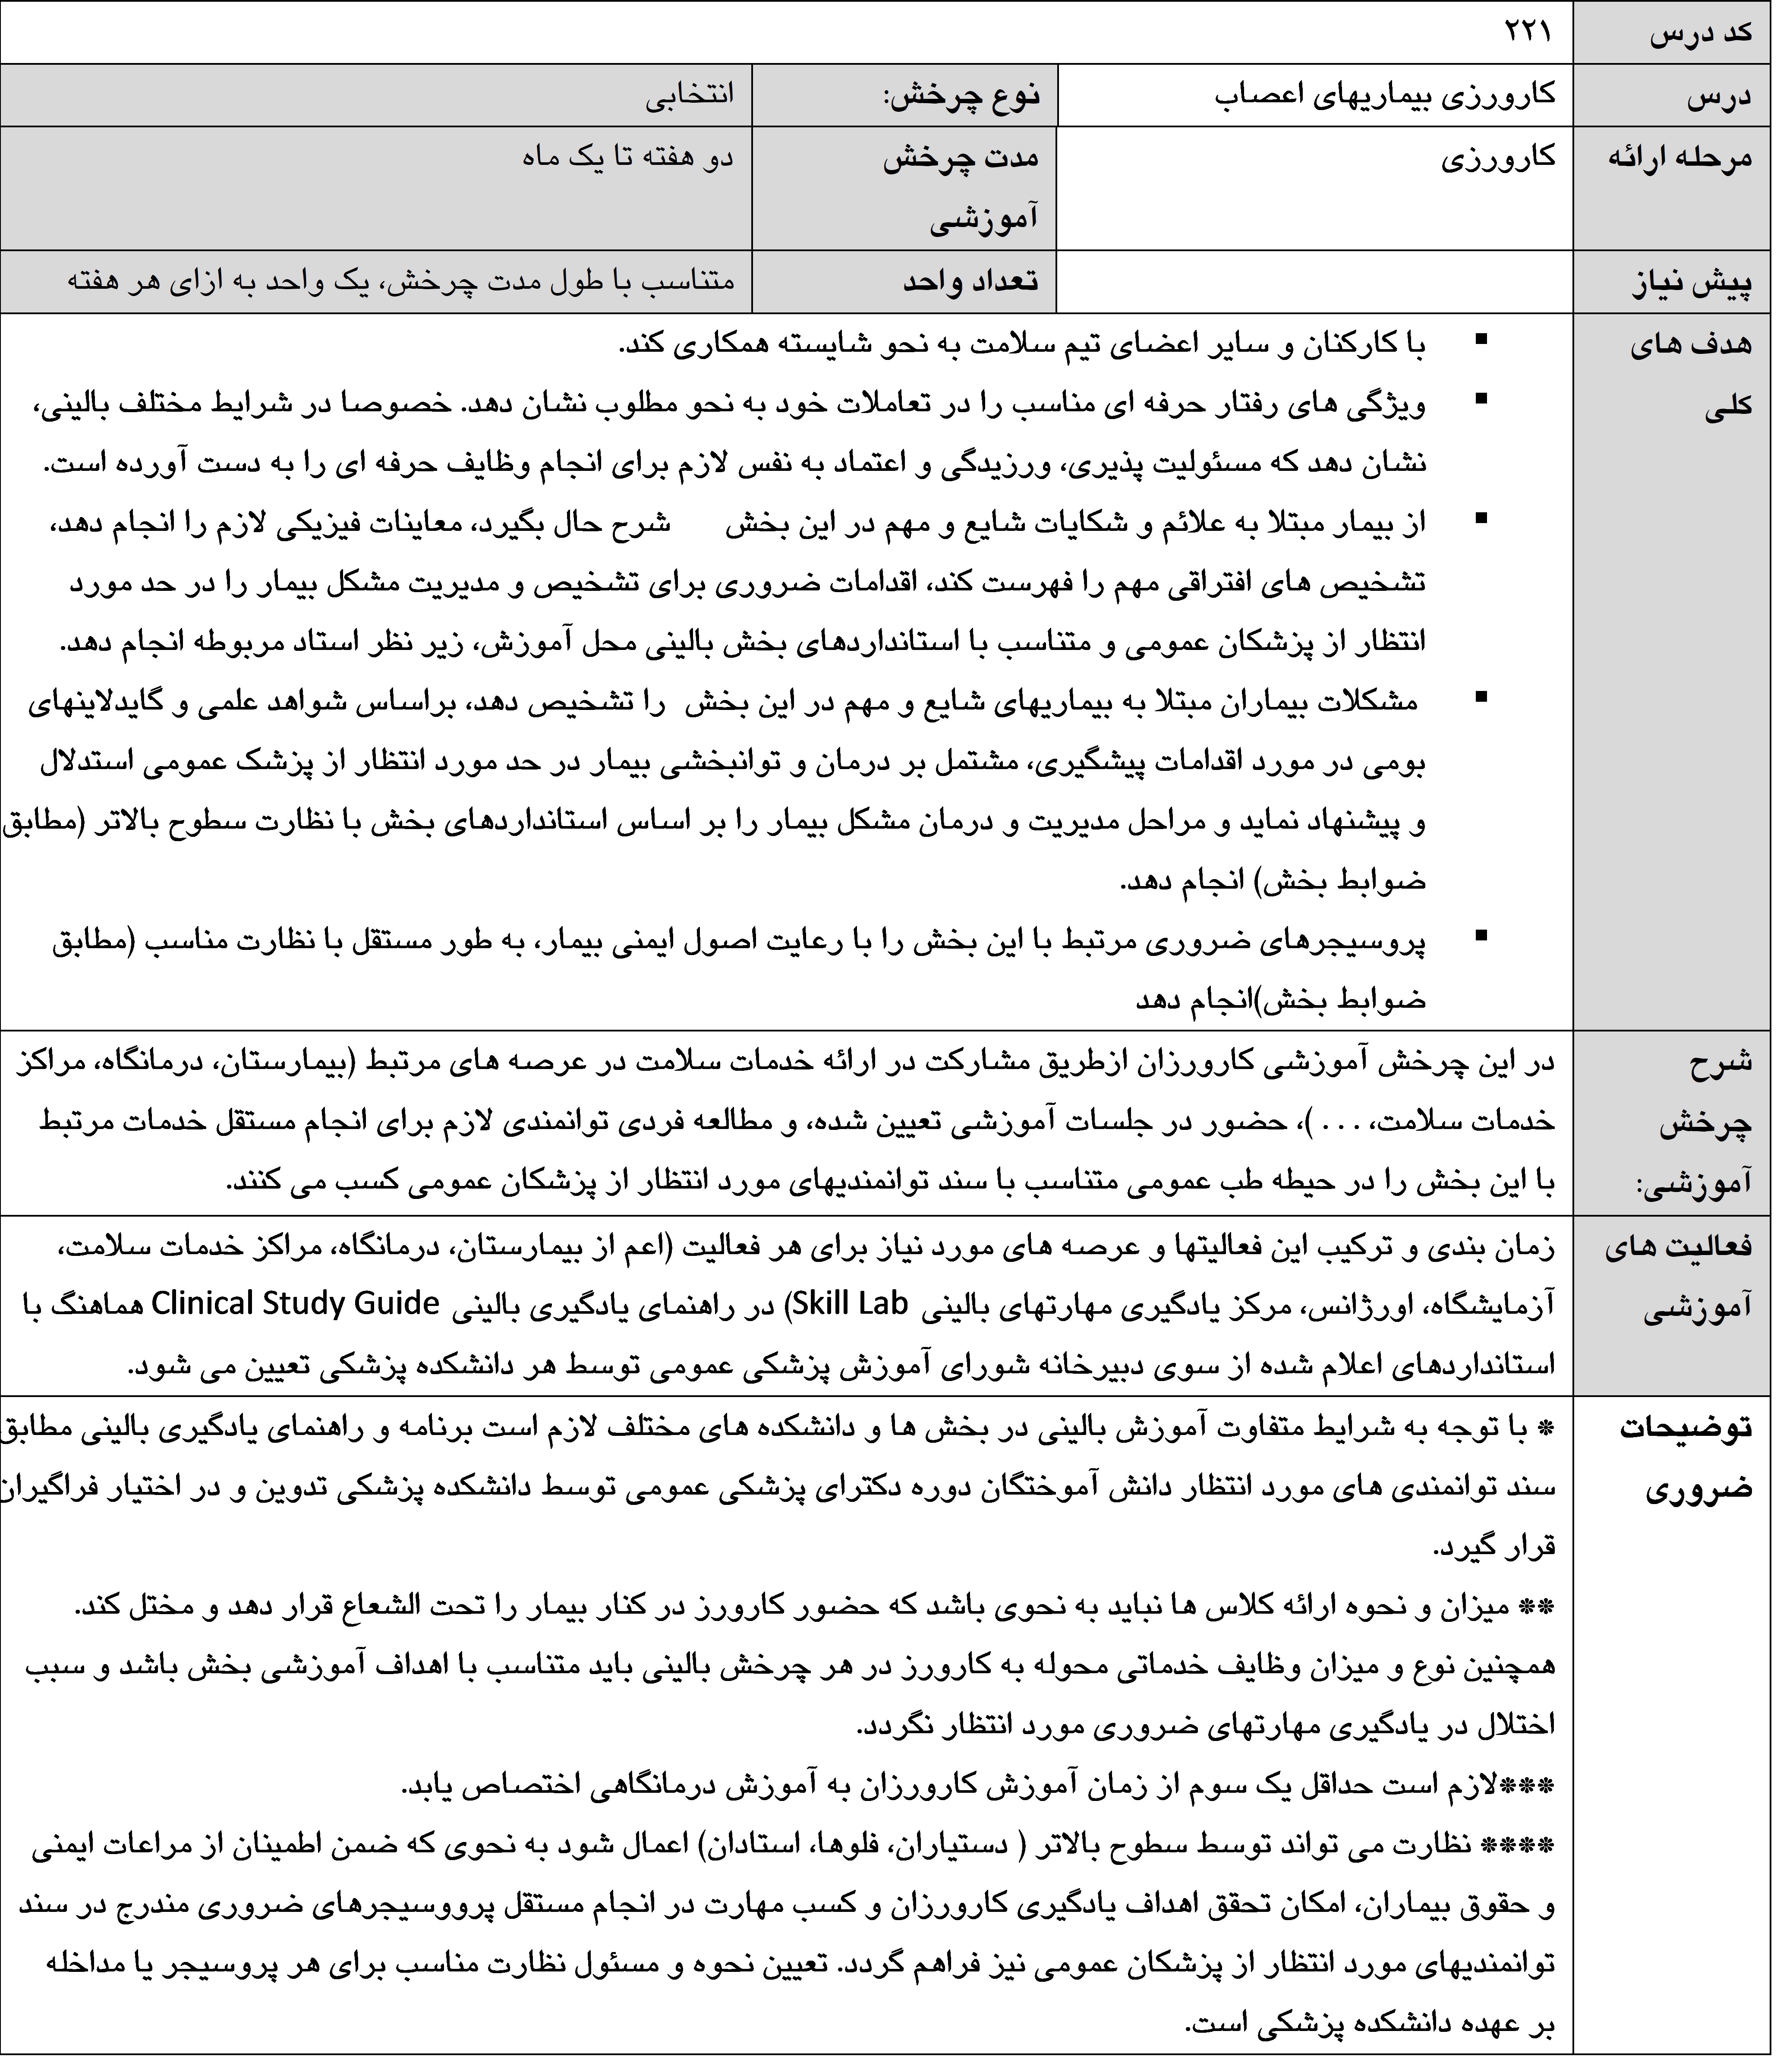 کد درس ۲۲۱
درس کارورزی بیماریهای اعصاب نوع چرخش: انتخابی
مرحله ارائه کارورزی مدت چرخش دو هفته تا یک ماه
آموزشی
پیش نیاز تعداد واحد متناسب با طول مدت چرخش، یک واحد به ازای هر هفته
هدف های ▪ با کارکنان و سایر اعضای تیم سلامت به نحو شایسته همکاری کند.
کلی ▪ ویژگی های رفتار حرفه ای مناسب را در تعاملات خود به نحو مطلوب نشان دهد. خصوصا در شرایط مختلف بالینی،
نشان دهد که مسئولیت پذیری، ورزیدگی و اعتماد به نفس لازم برای انجام وظایف حرفه ای را به دست آورده است.
▪ از بیمار مبتلا به علائم و شکایات شایع و مهم در این بخش شرح حال بگیرد، معاینات فیزیکی لازم را انجام دهد،
تشخیص های افتراقی مهم را فهرست کند، اقدامات ضروری برای تشخیص و مدیریت مشکل بیمار را در حد مورد
انتظار از پزشکان عمومی و متناسب با استانداردهای بخش بالینی محل آموزش، زیر نظر استاد مربوطه انجام دهد.
▪ مشکلات بیماران مبتلا به بیماریهای شایع و مهم در این بخش را تشخیص دهد، براساس شواهد علمی و گایدلاینهای
بومی در مورد اقدامات پیشگیری، مشتمل بر درمان و توانبخشی بیمار در حد مورد انتظار از پزشک عمومی استدلال
و پیشنهاد نماید و مراحل مدیریت و درمان مشکل بیمار را بر اساس استانداردهای بخش با نظارت سطوح بالاتر (مطابق
ضوابط بخش) انجام دهد.
▪ پروسیجرهای ضروری مرتبط با این بخش را با رعایت اصول ایمنی بیمار، به طور مستقل با نظارت مناسب (مطابق
ضوابط بخش)انجام دهد
شرح در این چرخش آموزشی کارورزان ازطریق مشارکت در ارائه خدمات سلامت در عرصه های مرتبط (بیمارستان، درمانگاه، مراکز
چرخش خدمات سلامت، . . . )، حضور در جلسات آموزشی تعیین شده، و مطالعه فردی توانمندی لازم برای انجام مستقل خدمات مرتبط
آموزشی: با این بخش را در حیطه طب عمومی متناسب با سند توانمندیهای مورد انتظار از پزشکان عمومی کسب می کنند.
فعالیت های زمان بندی و ترکیب این فعالیتها و عرصه های مورد نیاز برای هر فعالیت (اعم از بیمارستان، درمانگاه، مراکز خدمات سلامت،
آموزشی آزمایشگاه، اورژانس، مرکز یادگیری مهارتهای بالینی Skill Lab) در راهنمای یادگیری بالینی Clinical Study Guide هماهنگ با
استانداردهای اعلام شده از سوی دبیرخانه شورای آموزش پزشکی عمومی توسط هر دانشکده پزشکی تعیین می شود.
توضیحات * با توجه به شرایط متفاوت آموزش بالینی در بخش ها و دانشکده های مختلف لازم است برنامه و راهنمای یادگیری بالینی مطابق
ضروری سند توانمندی های مورد انتظار دانش آموختگان دوره دکترای پزشکی عمومی توسط دانشکده پزشکی تدوین و در اختیار فراگیران
قرار گیرد.
** میزان و نحوه ارائه کلاس ها نباید به نحوی باشد که حضور کارورز در کنار بیمار را تحت الشعاع قرار دهد و مختل کند.
همچنین نوع و میزان وظایف خدماتی محوله به کارورز در هر چرخش بالینی باید متناسب با اهداف آموزشی بخش باشد و سبب
اختلال در یادگیری مهارتهای ضروری مورد انتظار نگردد.
***لازم است حداقل یک سوم از زمان آموزش کارورزان به آموزش درمانگاهی اختصاص یابد.
**** نظارت می تواند توسط سطوح بالاتر ( دستیاران، فلوها، استادان) اعمال شود به نحوی که ضمن اطمینان از مراعات ایمنی
و حقوق بیماران، امکان تحقق اهداف یادگیری کارورزان و کسب مهارت در انجام مستقل پرووسیجرهای ضروری مندرج در سند
توانمندیهای مورد انتظار از پزشکان عمومی نیز فراهم گردد. تعیین نحوه و مسئول نظارت مناسب برای هر پروسیجر یا مداخله
بر عهده دانشکده پزشکی است.